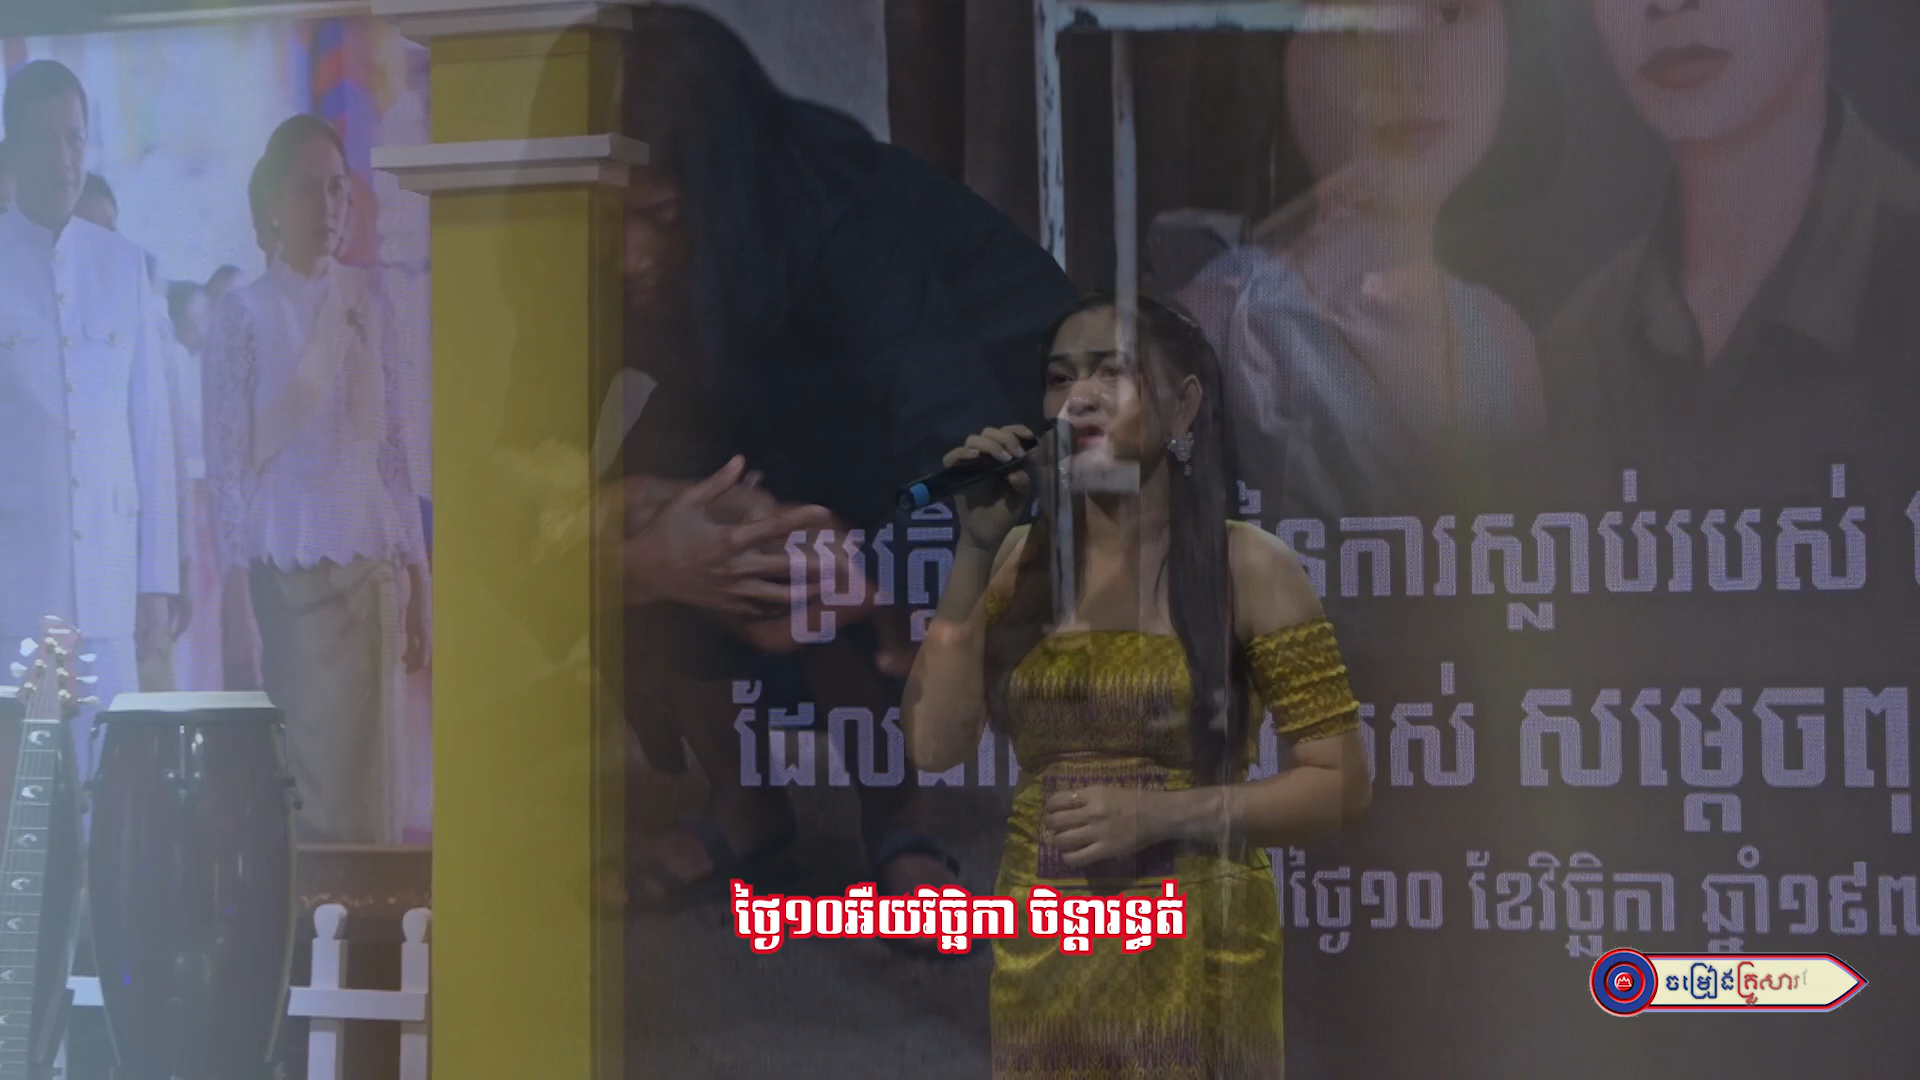 ប្រវត្តិ នៃការស្លាប់របស់
ដែល របស់ សម្តេចពុ
ថ្ងៃ១០ ខែវិច្ឆិកា ឆ្នាំ១៩៧
ថ្ងៃ១០អឺយវិច្ឆិកា ចិន្តារន្ធត់
ចម្រៀងគ្រួសារ